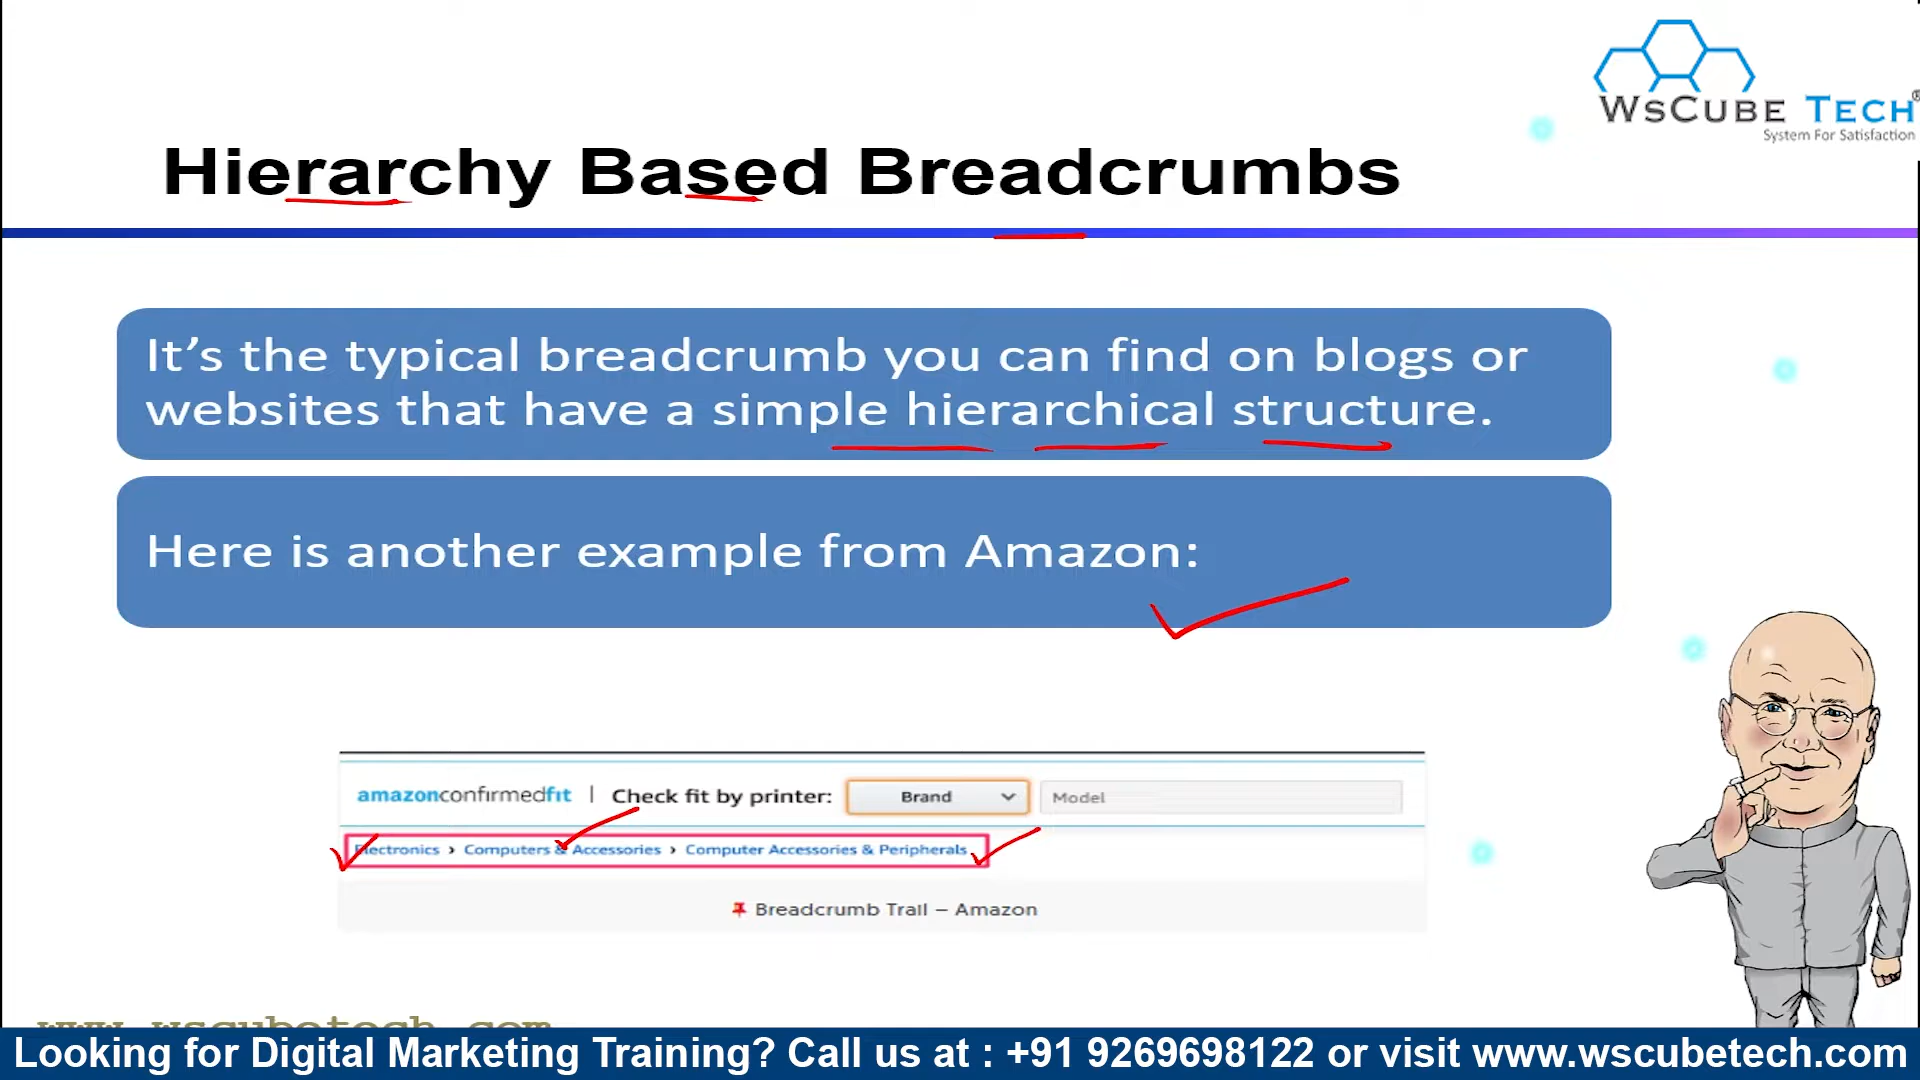 WsCube Tech®
System For Satisfaction
Hierarchy Based Breadcrumbs
It’s the typical breadcrumb you can find on blogs or
websites that have a simple hierarchical structure.
Here is another example from Amazon:
amazonconfirmedfit | Check fit by printer: Brand Model
Electronics › Computers & Accessories › Computer Accessories & Peripherals
Breadcrumb Trail – Amazon
www.wscubetech.com
Looking for Digital Marketing Training? Call us at : +91 9269698122 or visit www.wscubetech.com